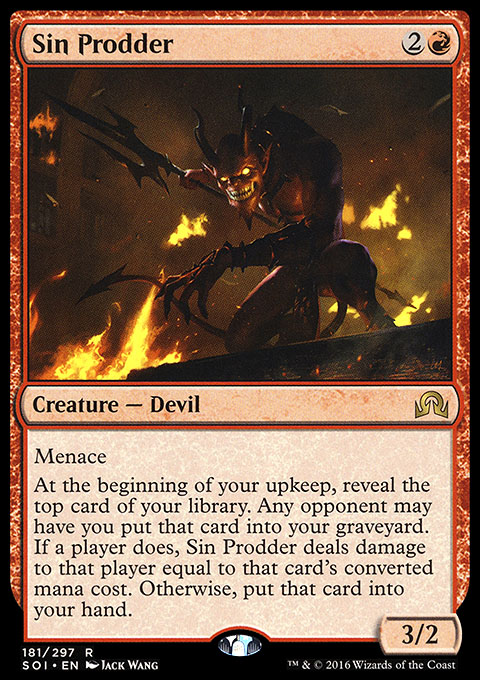 Sin Prodder 2
Creature — Devil
Menace
At the beginning of your upkeep, reveal the
top card of your library. Any opponent may
have you put that card into your graveyard.
If a player does, Sin Prodder deals damage
to that player equal to that card's converted
mana cost. Otherwise, put that card into
your hand.
3/2
181/297 R
SOI • EN Jack Wang
™ & © 2016 Wizards of the Coast